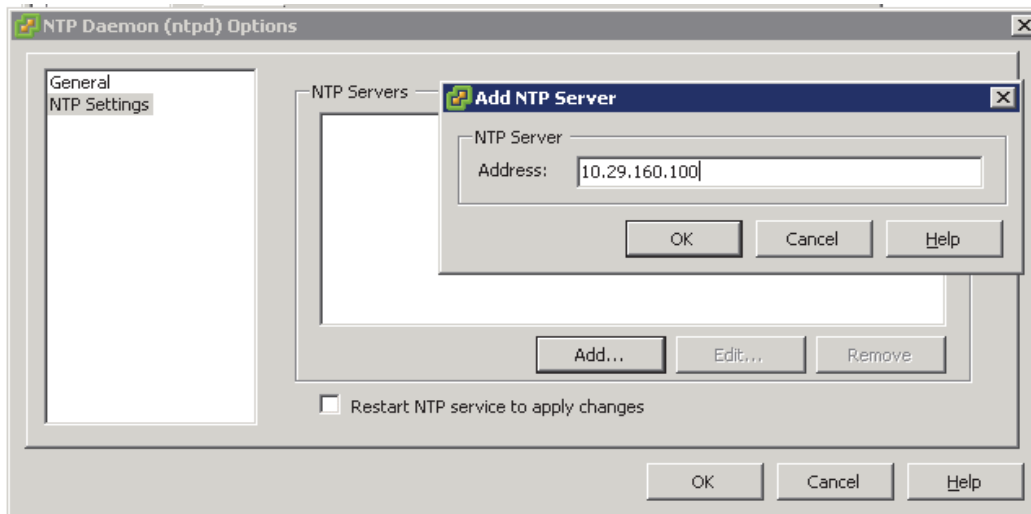 NTP Daemon (ntpd) Options
General
NTP Settings
NTP Servers
Add NTP Server
NTP Server
Address: 10.29.160.100
OK Cancel Help
Add... Edit... Remove
Restart NTP service to apply changes
OK Cancel Help